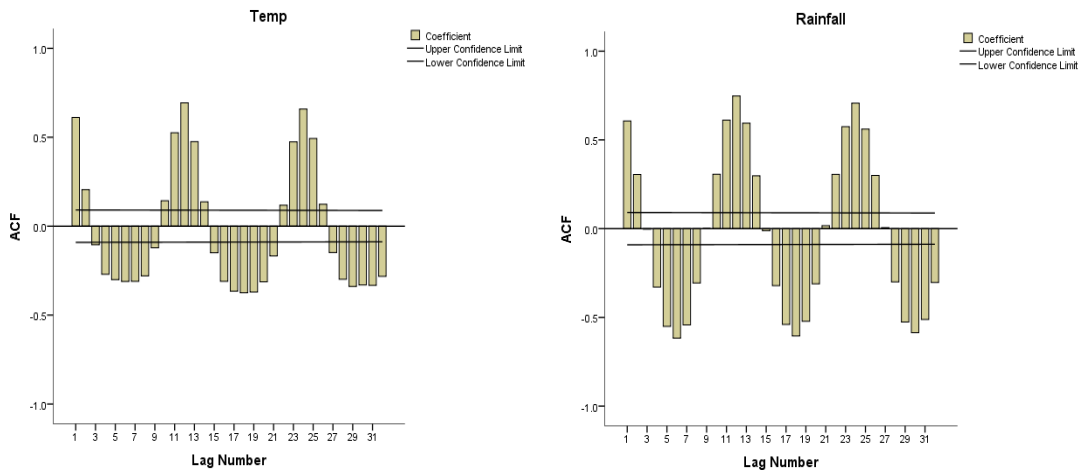 Temp
Coefficient
Upper Confidence Limit
Lower Confidence Limit
1.0
0.5
0.0
-0.5
-1.0
ACF
1 3 5 7 9 11 13 15 17 19 21 23 25 27 29 31
Lag Number
Rainfall
Coefficient
Upper Confidence Limit
Lower Confidence Limit
1.0
0.5
0.0
-0.5
-1.0
ACF
1 3 5 7 9 11 13 15 17 19 21 23 25 27 29 31
Lag Number